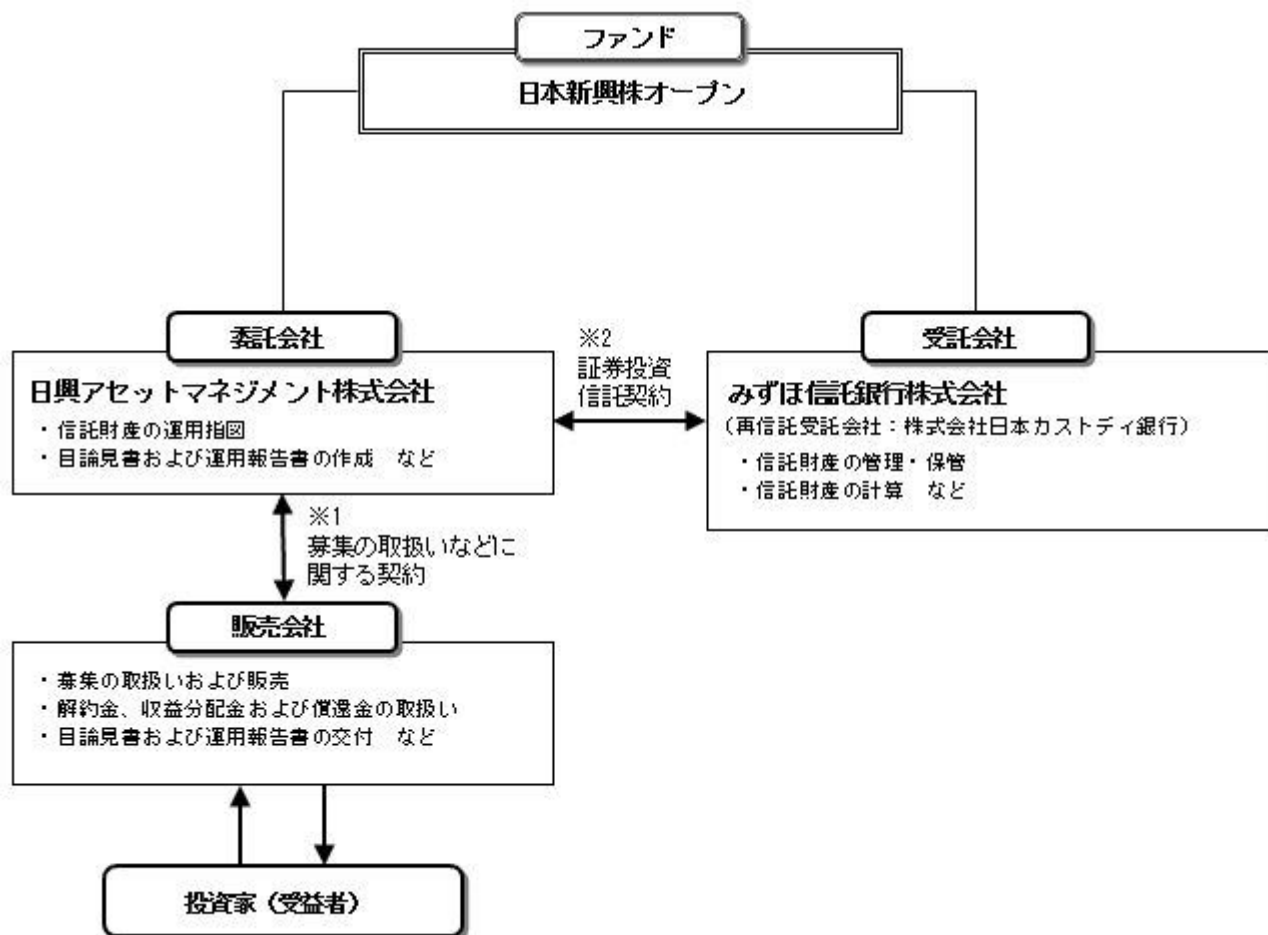 ファンド
日本新興株オープン
委託会社
日興アセットマネジメント株式会社
・信託財産の運用指図
・目論見書および運用報告書の作成 など
※2
証券投資
信託契約
受託会社
みずほ信託銀行株式会社
(再信託受託会社:株式会社日本カストディ銀行)
・信託財産の管理・保管
・信託財産の計算 など
※1
募集の取扱いなどに
関する契約
販売会社
・募集の取扱いおよび販売
・解約金、収益分配金および償還金の取扱い
・目論見書および運用報告書の交付 など
投資家(受益者)